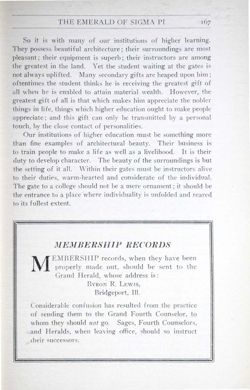 THE EMERALD OF SIGMA PI 167
So it is with many of our institutions of higher learning.
They possess beautiful architecture; their surroundings are most
pleasant; their equipment is superb; their instructors are among
the greatest in the land. Yet the student waiting at the gates is
not always uplifted. Many secondary gifts are heaped upon him;
oftentimes the student thinks he is receiving the greatest gift of
all when he is enabled to attain material wealth. However, the
greatest gift of all is that which makes him appreciate the nobler
things in life, things which higher education ought to make people
appreciate; and this gift can only be transmitted by a personal
touch, by the close contact of personalities.
Our institutions of higher education must be something more
than fine examples of architectural beauty. Their business is
to train people to make a life as well as a livelihood. It is their
duty to develop character. The beauty of the surroundings is but
the setting of it all. Within their gates must be instructors alive
to their duties, warm-hearted and considerate of the individual.
The gate to a college should not be a mere ornament; it should be
the entrance to a place where individuality is unfolded and reared
to its fullest extent.
MEMBERSHIP RECORDS
MEMBERSHIP records, when they have been
properly made out, should be sent to the
Grand Herald, whose address is:
BYRON R. LEWIS,
Bridgeport, Ill.
Considerable confusion has resulted from the practice
of sending them to the Grand Fourth Counselor, to
whom they should not go. Sages, Fourth Counselors,
and Heralds, when leaving office, should so instruct
their successors.